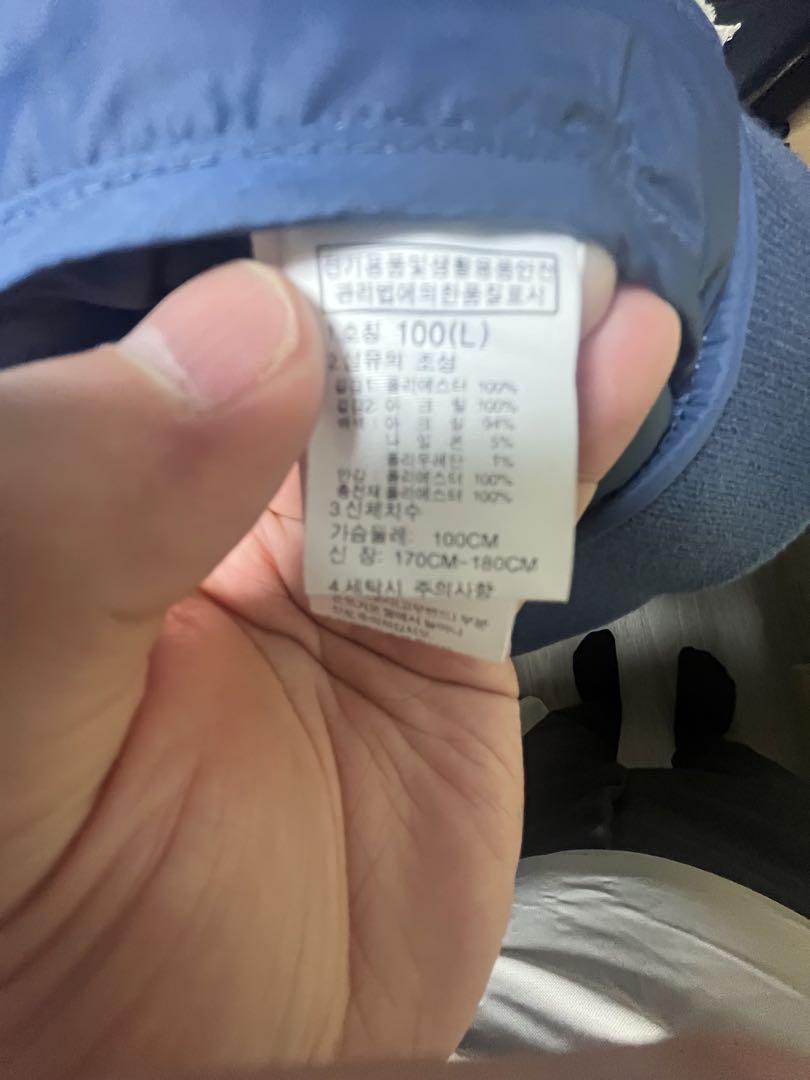 전기용품및생활용품안전
관리법에의한품질표시
1.호칭 100(L)
2.섬유의 조성
겉감1: 폴리에스터 100%
겉감2: 아 크 릴 100%
배색: 아 크 릴 94%
나 일 론 5%
폴리우레탄 1%
안감 : 폴리에스터 100%
충전재:폴리에스터 100%
3.신체치수
가슴둘레: 100CM
신 장: 170CM~180CM
4.세탁시 주의사항
부분